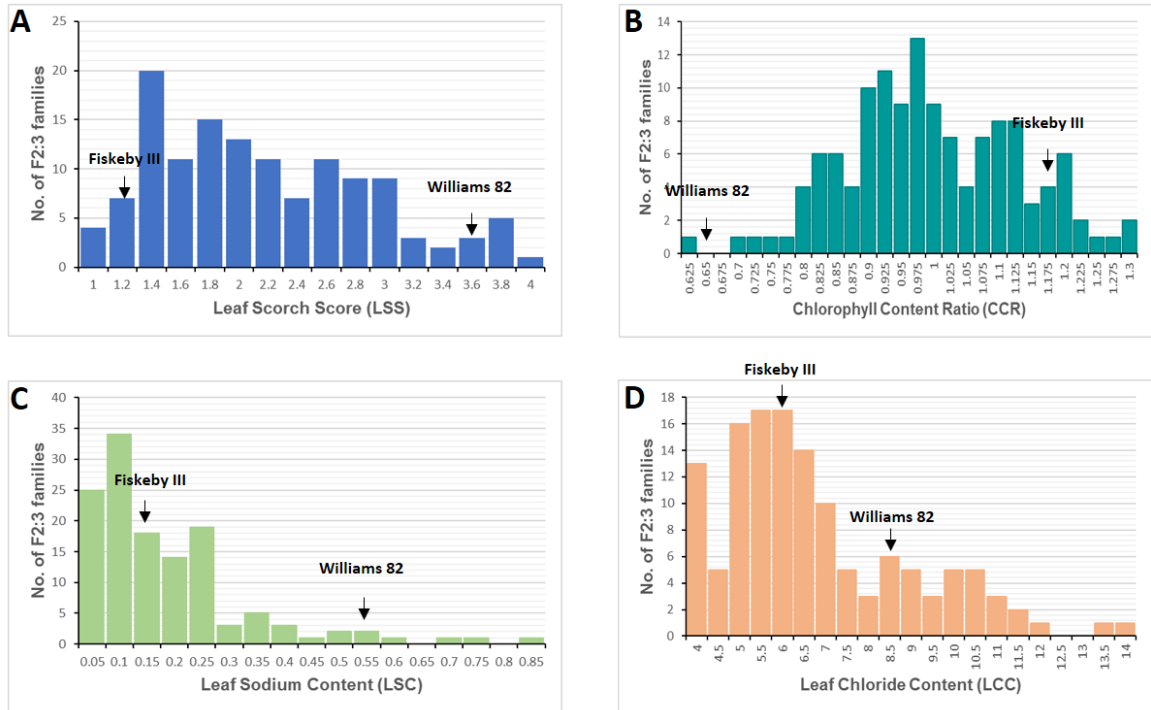 A
25
20
15
10
5
0
No. of F2:3 families
Fiskeby III
Williams 82
1 1.2 1.4 1.6 1.8 2 2.2 2.4 2.6 2.8 3 3.2 3.4 3.6 3.8 4
Leaf Scorch Score (LSS)
B
14
12
10
8
6
4
2
0
No. of F2:3 families
Fiskeby III
Williams 82
0.625 0.65 0.675 0.7 0.725 0.75 0.775 0.8 0.825 0.85 0.875 0.9 0.925 0.95 0.975 1 1.025 1.05 1.075 1.1 1.125 1.15 1.175 1.2 1.225 1.25 1.275 1.3
Chlorophyll Content Ratio (CCR)
C
40
35
30
25
20
15
10
5
0
No. of F2:3 families
Fiskeby III
Williams 82
0.05 0.1 0.15 0.2 0.25 0.3 0.35 0.4 0.45 0.5 0.55 0.6 0.65 0.7 0.75 0.8 0.85
Leaf Sodium Content (LSC)
Fiskeby III
D
18
16
14
12
10
8
6
4
2
0
No. of F2:3 families
Williams 82
4 4.5 5 5.5 6 6.5 7 7.5 8 8.5 9 9.5 10 10.5 11 11.5 12 12.5 13 13.5 14
Leaf Chloride Content (LCC)